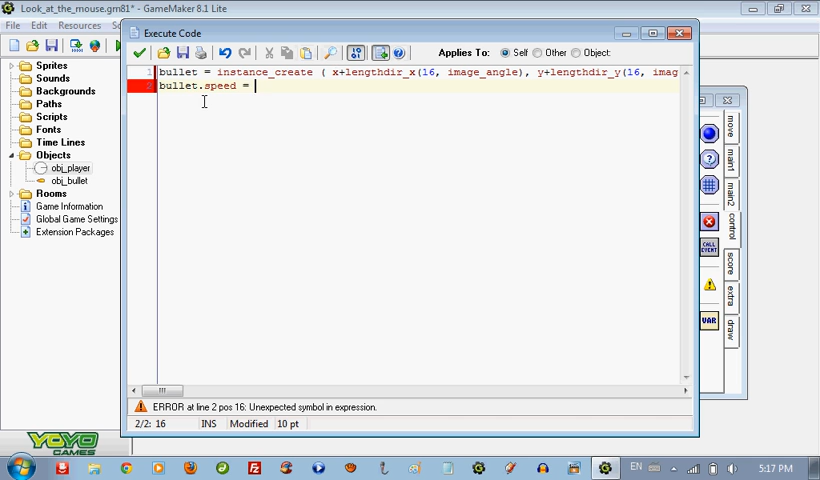 Look_at_the_mouse.gm81* - GameMaker 8.1 Lite
File Edit Resources
Execute Code
Applies To: Self Other Object:
1 bullet = instance_create ( x+lengthdir_x(16, image_angle), y+lengthdir_y(16, imag
2 bullet.speed =
Sprites
Sounds
Backgrounds
Paths
Scripts
Fonts
Time Lines
Objects
obj_player
obj_bullet
Rooms
Game Information
Global Game Settings
Extension Packages
move
main1
main2
control
score
extra
draw
CALL EVENT
VAR
ERROR at line 2 pos 16: Unexpected symbol in expression.
2/2: 16 INS Modified 10 pt
YOYO GAMES
EN 5:17 PM